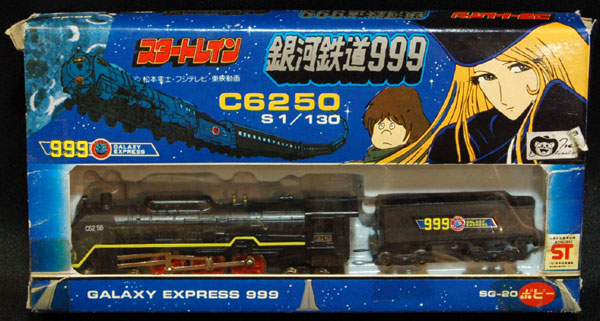 スタートレイン
銀河鉄道999
©松本零士・フジテレビ・東映動画
C6250
S1/130
999 GALAXY EXPRESS
C62 50
999 GALAXY EXPRESS
ST
GALAXY EXPRESS 999
SG-20
ポピー